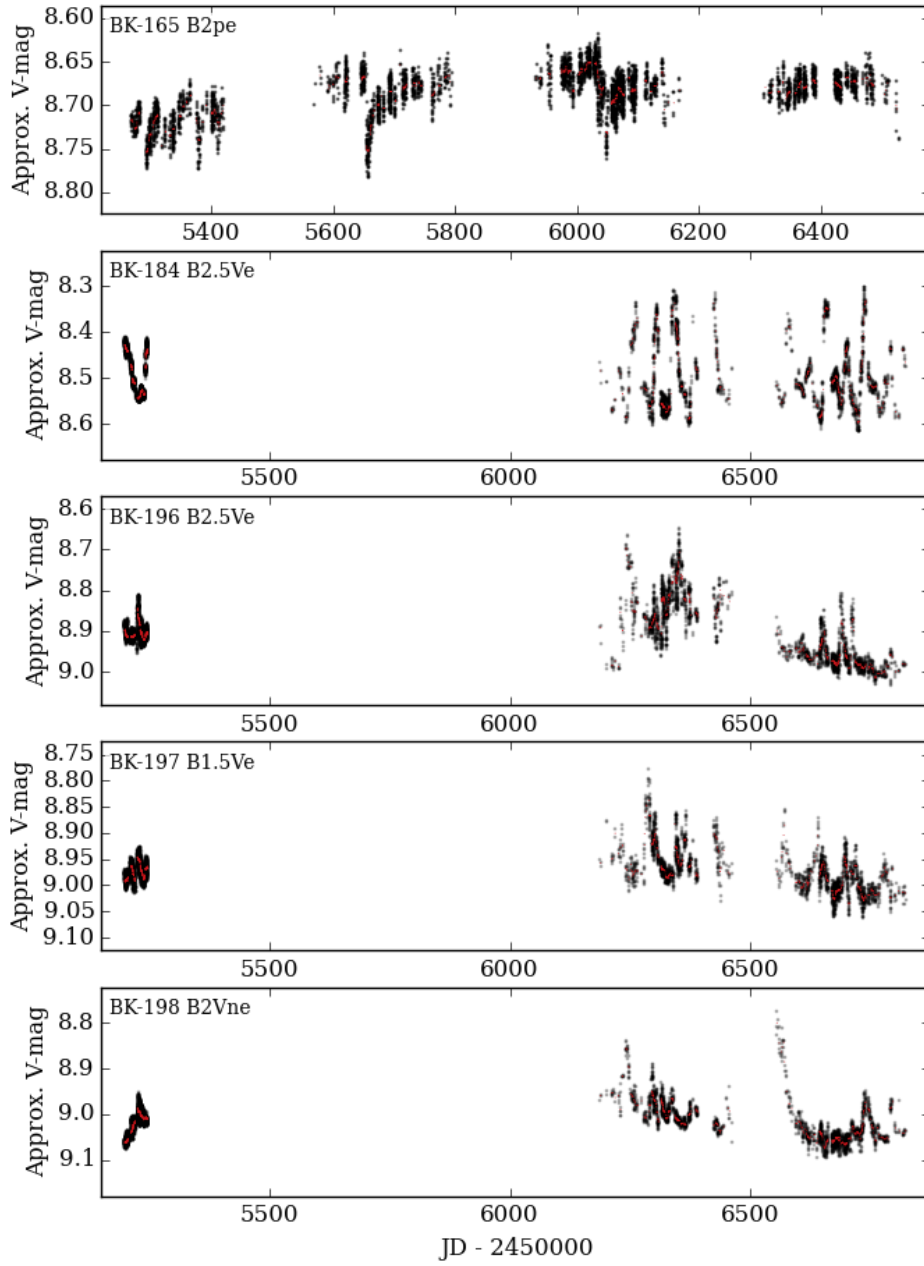 BK-165 B2pe
Approx. V-mag
8.60
8.65
8.70
8.75
8.80
5400 5600 5800 6000 6200 6400
BK-184 B2.5Ve
Approx. V-mag
8.3
8.4
8.5
8.6
5500 6000 6500
BK-196 B2.5Ve
Approx. V-mag
8.6
8.7
8.8
8.9
9.0
5500 6000 6500
BK-197 B1.5Ve
Approx. V-mag
8.75
8.80
8.85
8.90
8.95
9.00
9.05
9.10
5500 6000 6500
BK-198 B2Vne
Approx. V-mag
8.8
8.9
9.0
9.1
5500 6000 6500
JD - 2450000